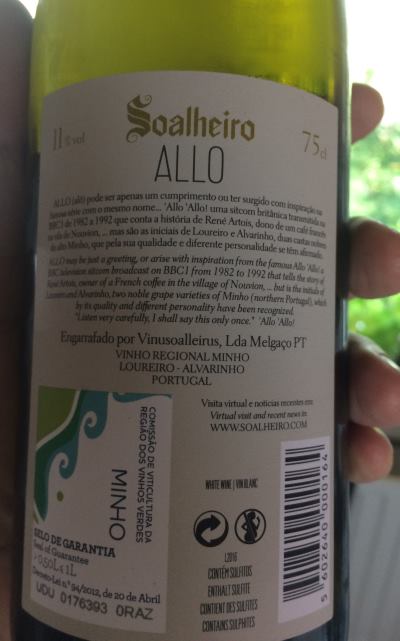 Soalheiro
11% vol
75 cl
ALLO
ALLO (alô) pode ser apenas um cumprimento ou ter surgido com inspiração na
famosa série com o mesmo nome... 'Allo 'Allo! uma sitcom britânica transmitida na
BBC1 de 1982 a 1992 que conta a história de René Artois, dono de um café francês
na vila de Nouvion, ... mas são as iniciais de Loureiro e Alvarinho, duas castas nobres
do alto Minho, que pela sua qualidade e diferente personalidade se têm afirmado.
ALLO may be just a greeting, or arise with inspiration from the famous Allo 'Allo! a
BBC television sitcom broadcast on BBC1 from 1982 to 1992 that tells the story of
René Artois, owner of a French coffee in the village of Nouvion, ... but is the initials of
Loureiro and Alvarinho, two noble grape varieties of Minho (northern Portugal), which
by its quality and different personality have been recognized.
"Listen very carefully, I shall say this only once." 'Allo 'Allo!
Engarrafado por Vinusoalleirus, Lda Melgaço PT
VINHO REGIONAL MINHO
LOUREIRO - ALVARINHO
PORTUGAL
Visita virtual e notícias recentes em:
Virtual visit and recent news in:
WWW.SOALHEIRO.COM
COMISSÃO DE VITICULTURA DA
REGIÃO DOS VINHOS VERDES
MINHO
SELO DE GARANTIA
Seal of Guarantee
> 0,50L ≤ 1L
Decreto-Lei n.º 94/2012, de 20 de Abril
UDU 0176393 0RAZ
WHITE WINE | VIN BLANC
L2016
CONTÉM SULFITOS
ENTHÄLT SULFITE
CONTIENT DES SULFITES
CONTAINS SULPHITES
5 602640 000164